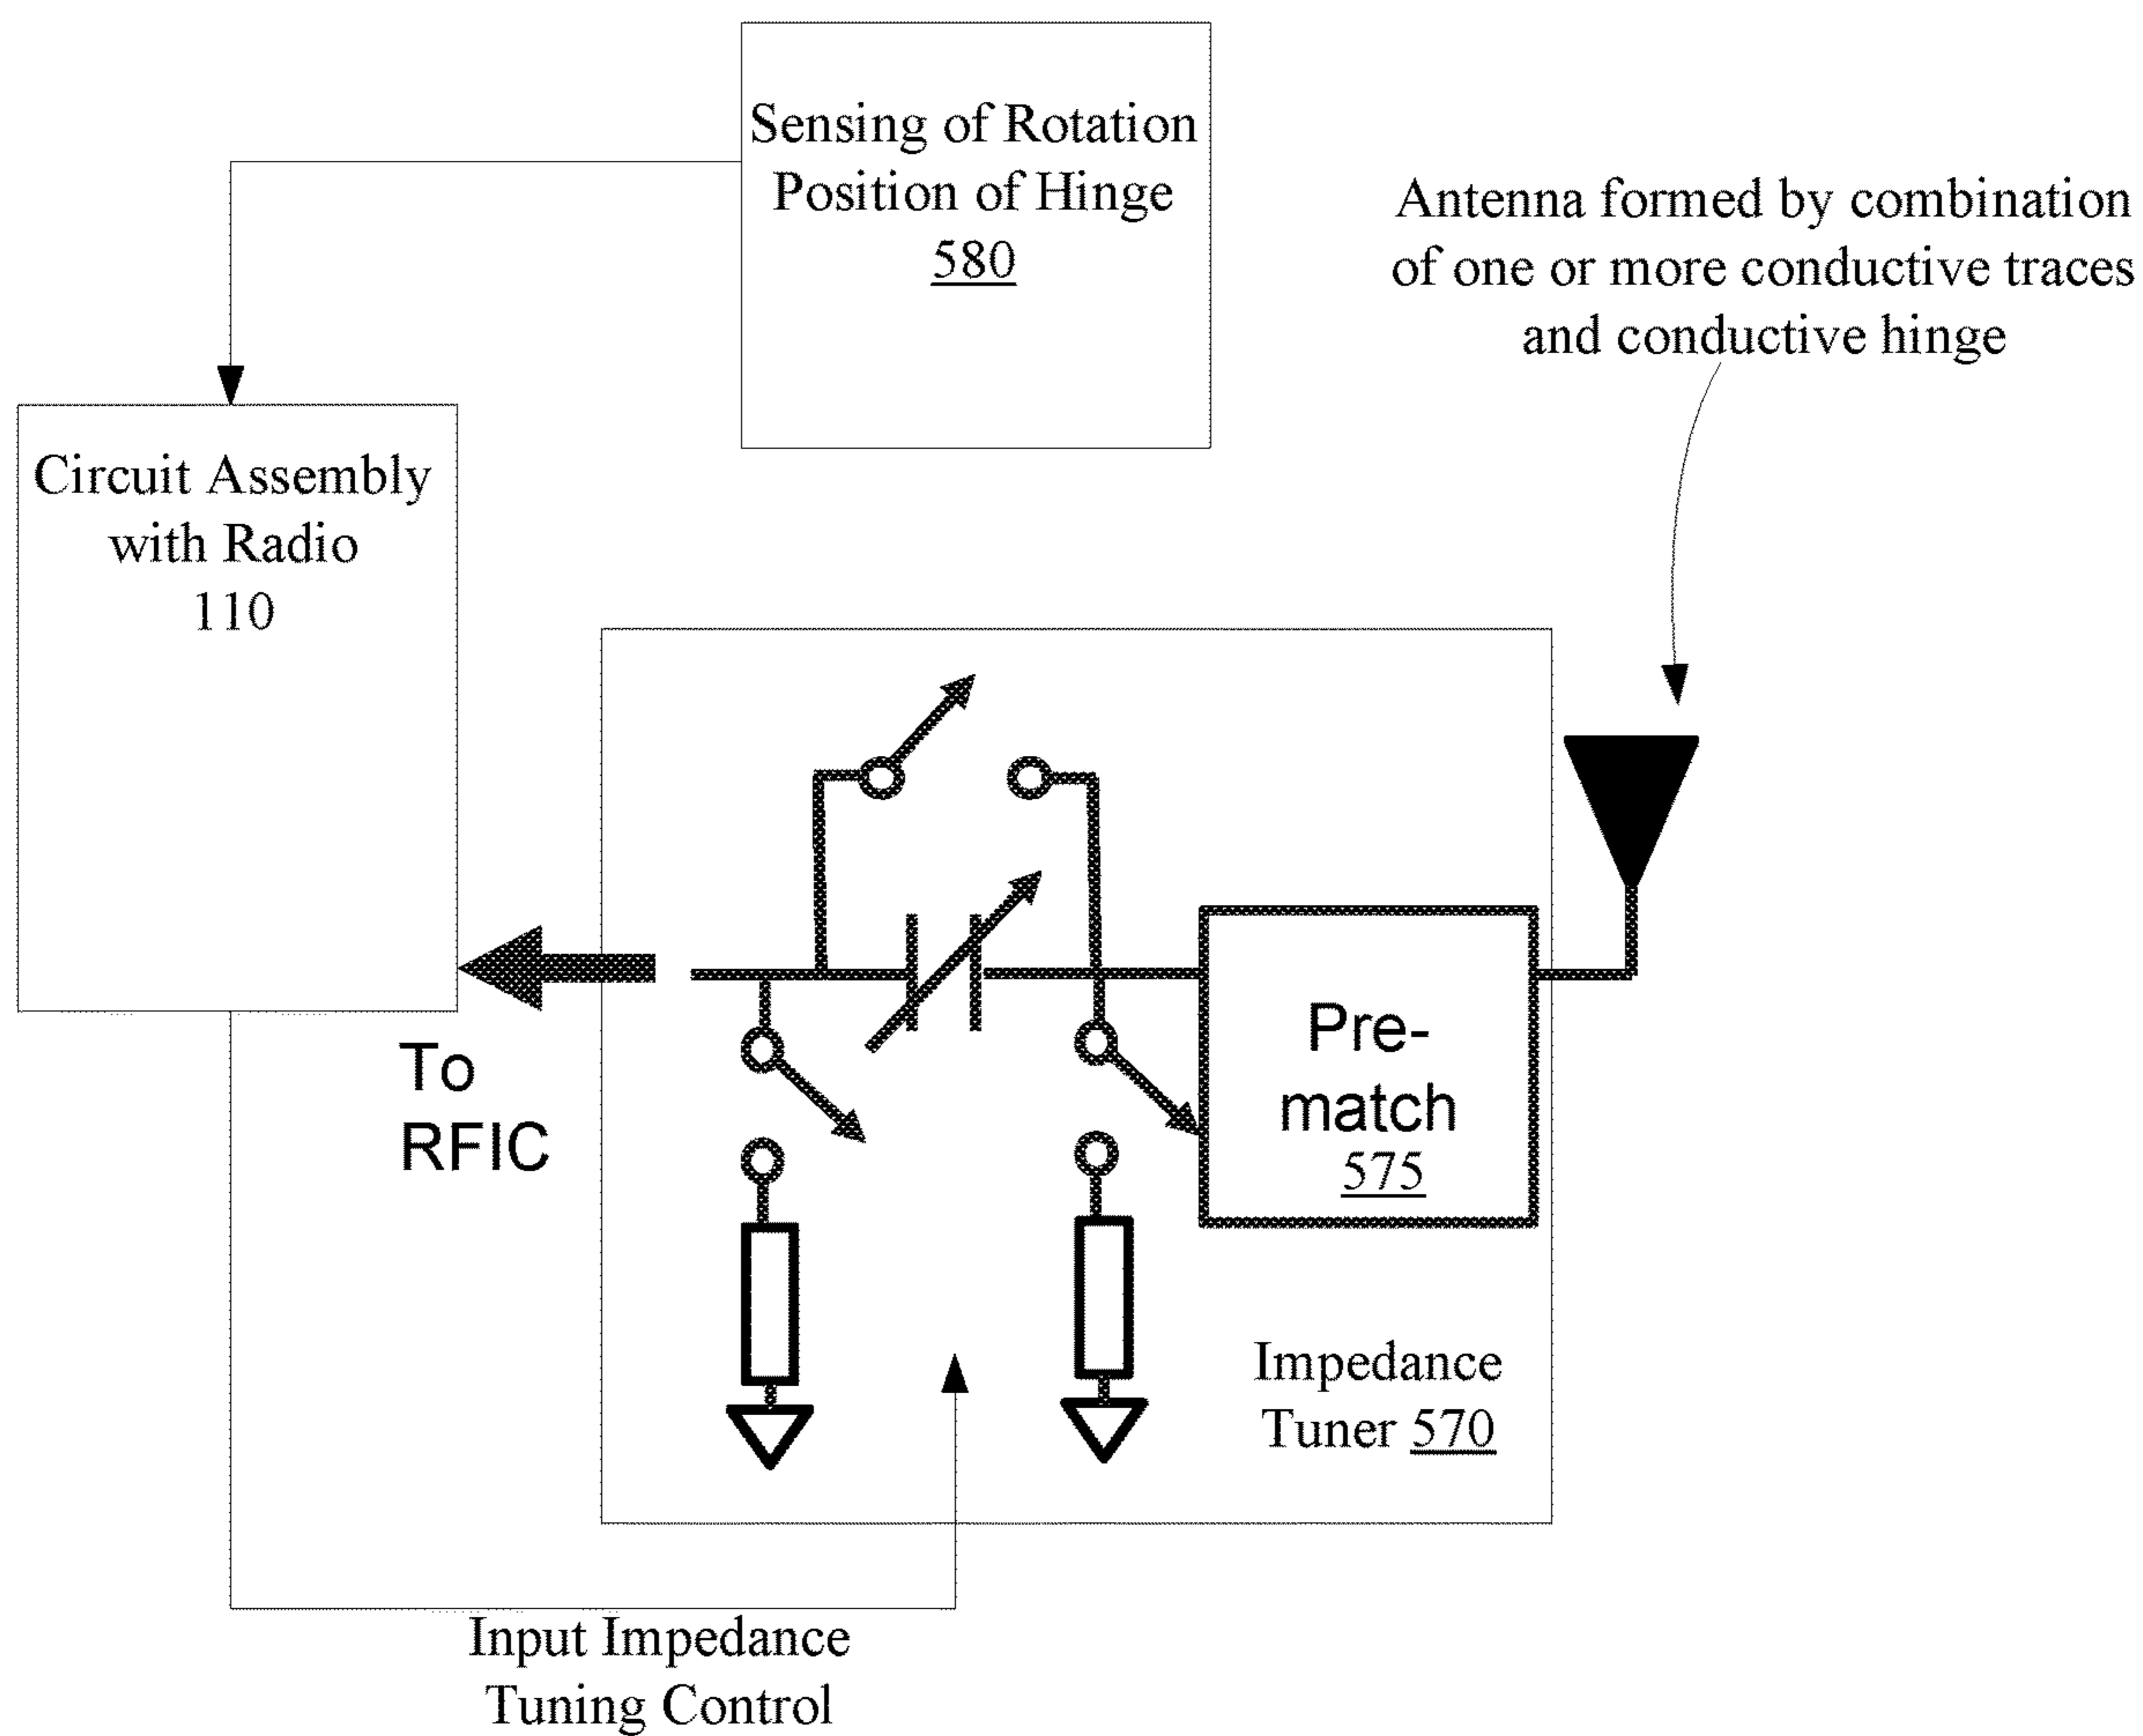 Sensing of Rotation
Position of Hinge
580
Antenna formed by combination
of one or more conductive traces
and conductive hinge
Circuit Assembly
with Radio
110
To
RFIC
Pre-
match
575
Impedance
Tuner 570
Input Impedance
Tuning Control